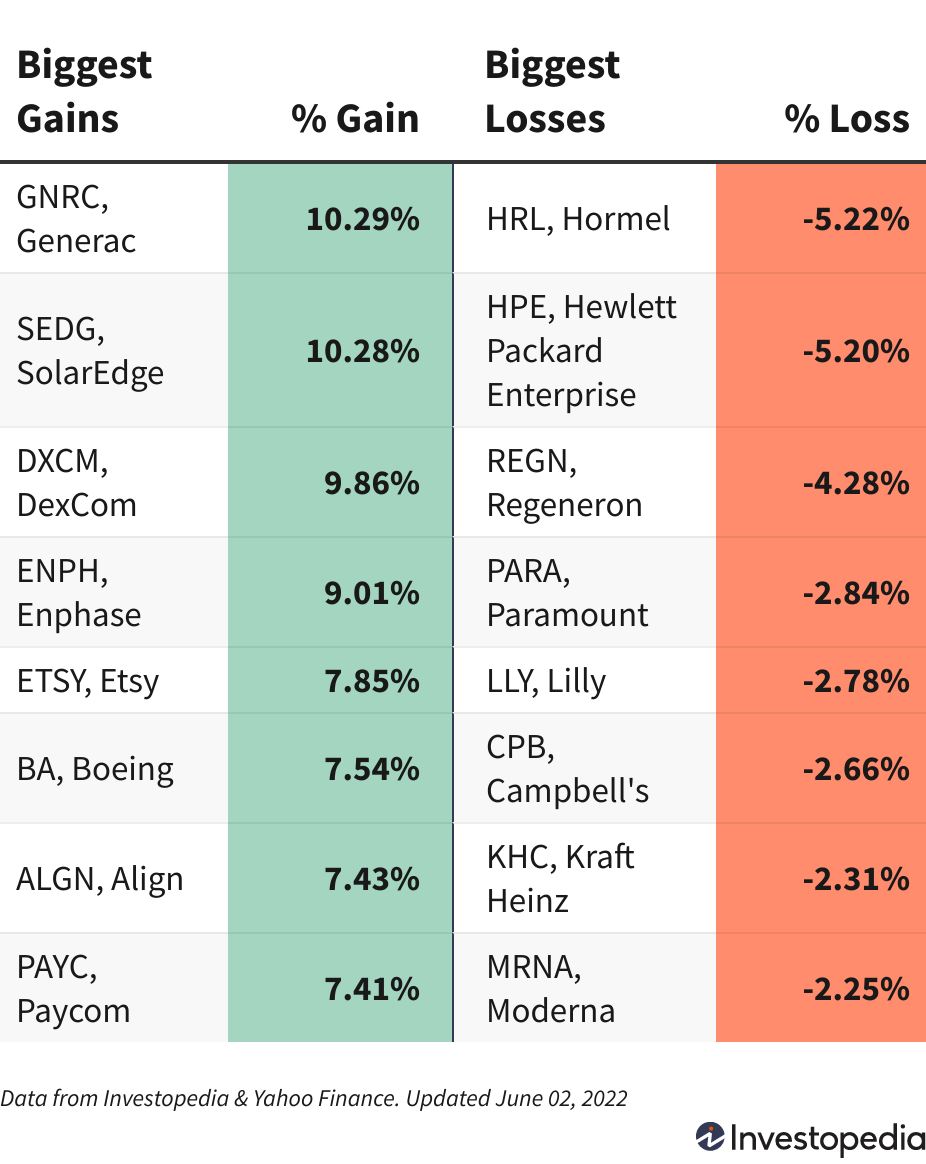 Biggest
Gains
% Gain
Biggest
Losses
% Loss
GNRC,
Generac
10.29%
HRL, Hormel
-5.22%
SEDG,
SolarEdge
10.28%
HPE, Hewlett
Packard
Enterprise
-5.20%
DXCM,
DexCom
9.86%
REGN,
Regeneron
-4.28%
ENPH,
Enphase
9.01%
PARA,
Paramount
-2.84%
ETSY, Etsy
7.85%
LLY, Lilly
-2.78%
BA, Boeing
7.54%
CPB,
Campbell's
-2.66%
ALGN, Align
7.43%
KHC, Kraft
Heinz
-2.31%
PAYC,
Paycom
7.41%
MRNA,
Moderna
-2.25%
Data from Investopedia & Yahoo Finance. Updated June 02, 2022
Investopedia